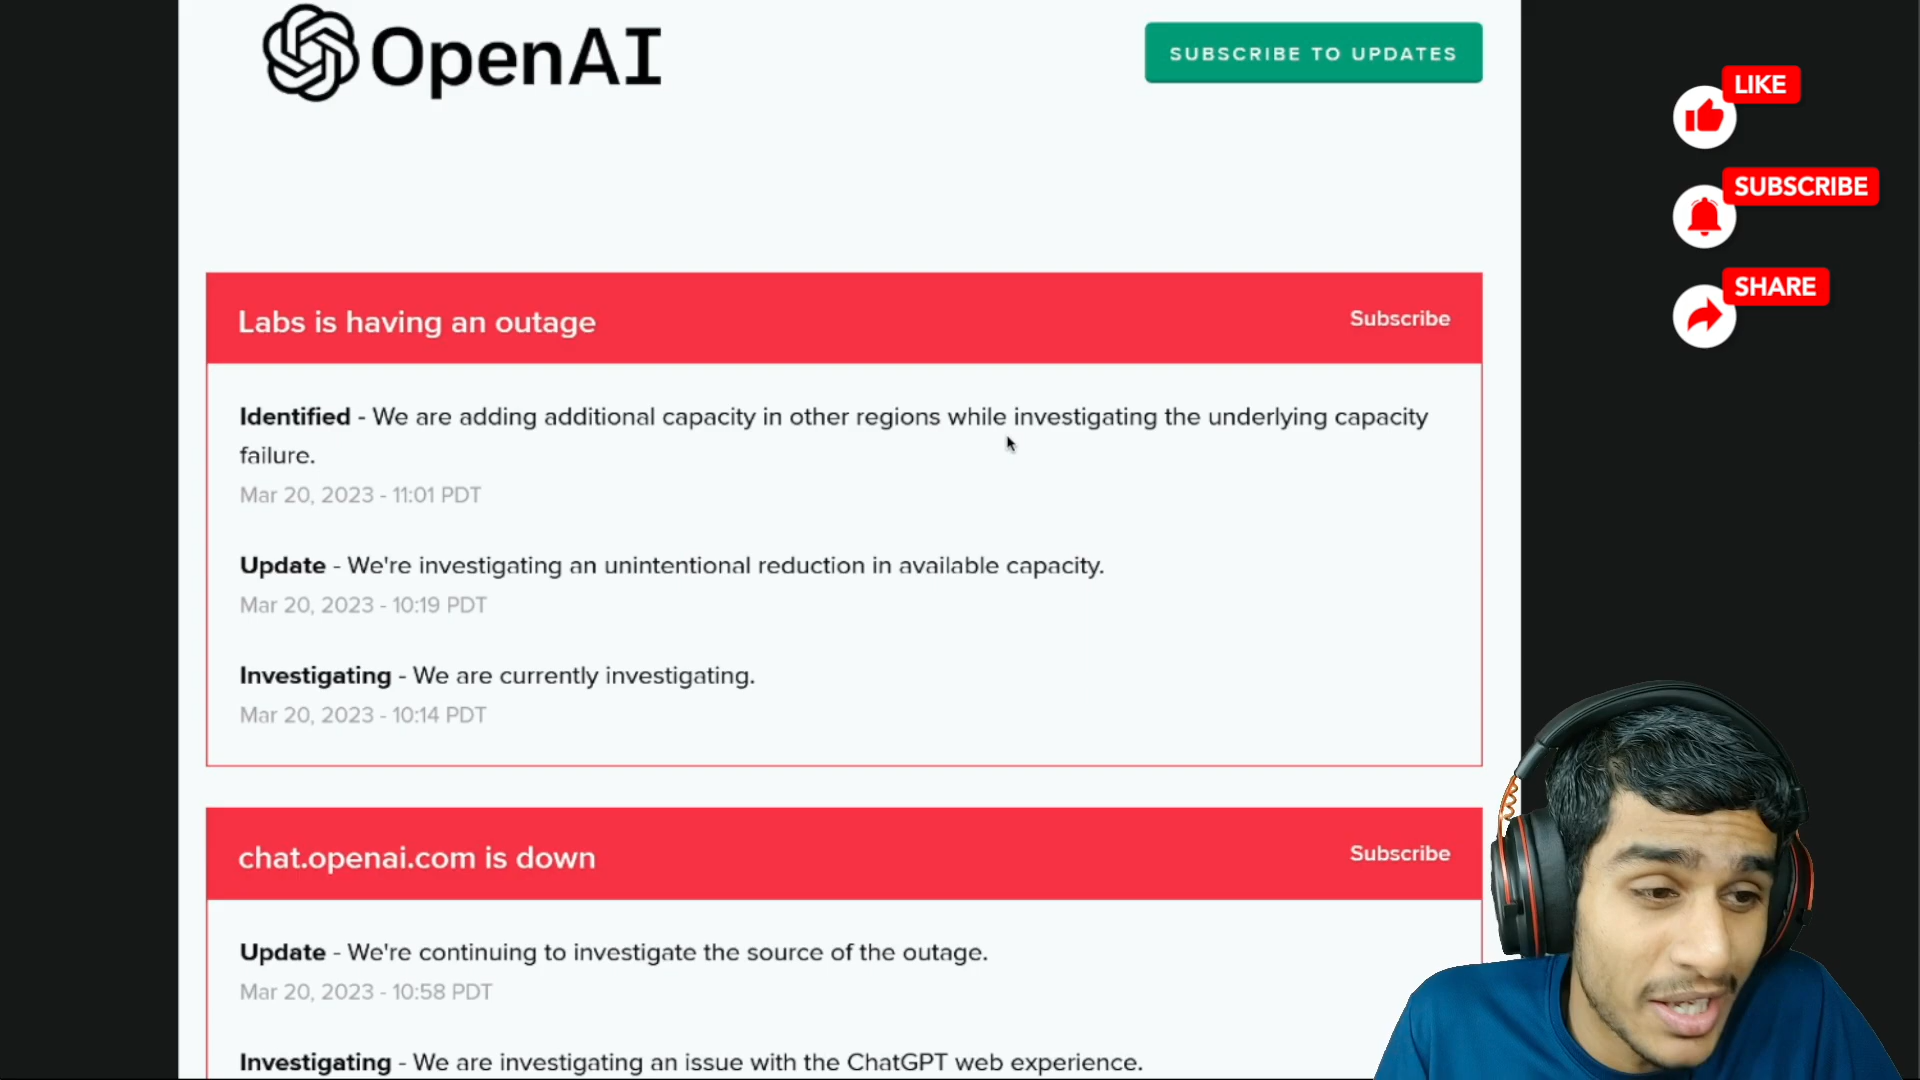 OpenAI
SUBSCRIBE TO UPDATES
LIKE
SUBSCRIBE
SHARE
Labs is having an outage
Subscribe
Identified - We are adding additional capacity in other regions while investigating the underlying capacity
failure.
Mar 20, 2023 - 11:01 PDT
Update - We're investigating an unintentional reduction in available capacity.
Mar 20, 2023 - 10:19 PDT
Investigating - We are currently investigating.
Mar 20, 2023 - 10:14 PDT
chat.openai.com is down
Subscribe
Update - We're continuing to investigate the source of the outage.
Mar 20, 2023 - 10:58 PDT
Investigating - We are investigating an issue with the ChatGPT web experience.